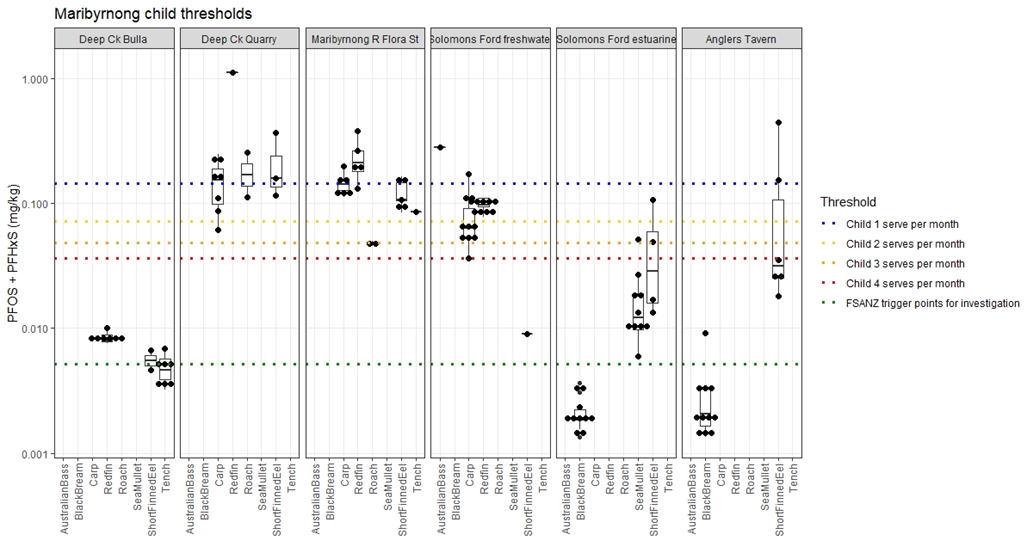 Maribyrnong child thresholds
Deep Ck Bulla
Deep Ck Quarry
Maribyrnong R Flora St
Solomons Ford freshwate
Solomons Ford estuarine
Anglers Tavern
PFOS + PFHxS (mg/kg)
1.000
0.100
0.010
0.001
AustralianBass
BlackBream
Carp
Redfin
Roach
SeaMullet
ShortFinnedEel
Tench
AustralianBass
BlackBream
Carp
Redfin
Roach
SeaMullet
ShortFinnedEel
Tench
AustralianBass
BlackBream
Carp
Redfin
Roach
SeaMullet
ShortFinnedEel
Tench
AustralianBass
BlackBream
Carp
Redfin
Roach
SeaMullet
ShortFinnedEel
Tench
AustralianBass
BlackBream
Carp
Redfin
Roach
SeaMullet
ShortFinnedEel
Tench
AustralianBass
BlackBream
Carp
Redfin
Roach
SeaMullet
ShortFinnedEel
Tench
Threshold
Child 1 serve per month
Child 2 serves per month
Child 3 serves per month
Child 4 serves per month
FSANZ trigger points for investigation